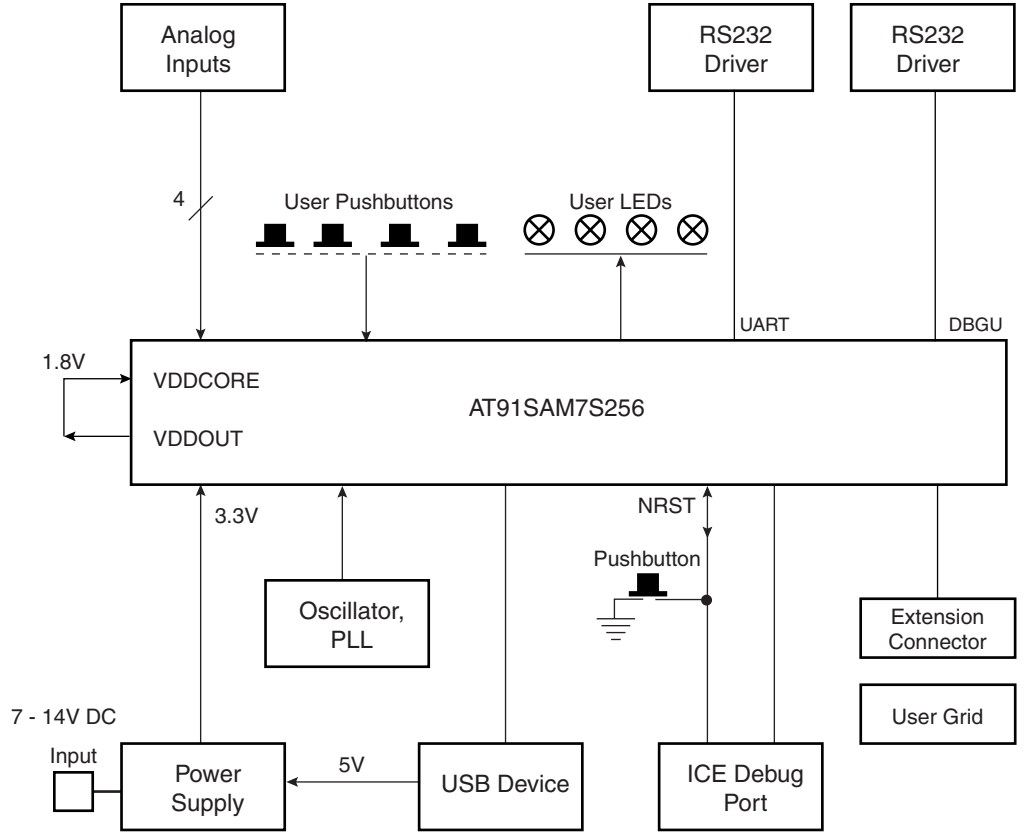 Analog
Inputs
RS232
Driver
RS232
Driver
4
User Pushbuttons
User LEDs
UART
DBGU
1.8V
VDDCORE
AT91SAM7S256
VDDOUT
3.3V
NRST
Pushbutton
Oscillator,
PLL
Extension
Connector
User Grid
7 - 14V DC
Input
Power
Supply
5V
USB Device
ICE Debug
Port